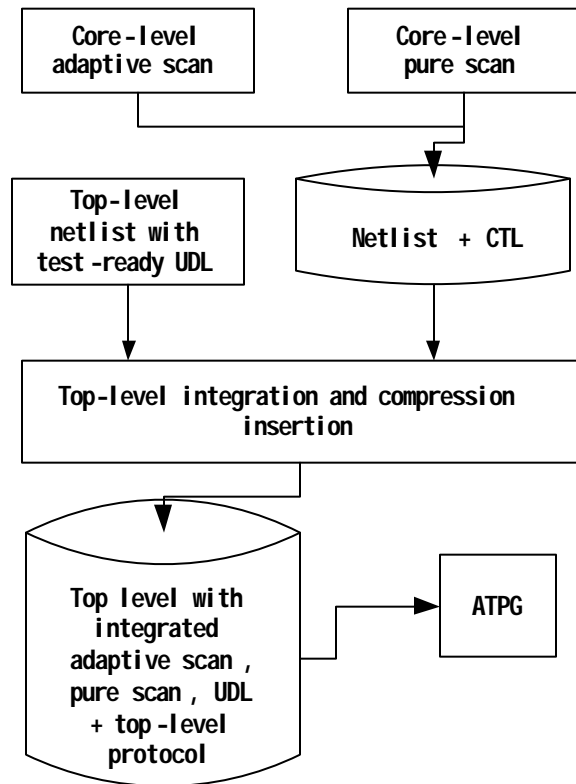 Core-level
adaptive scan
Core-level
pure scan
Top-level
netlist with
test-ready UDL
Netlist + CTL
Top-level integration and compression
insertion
Top level with
integrated
adaptive scan,
pure scan, UDL
+ top-level
protocol
ATPG